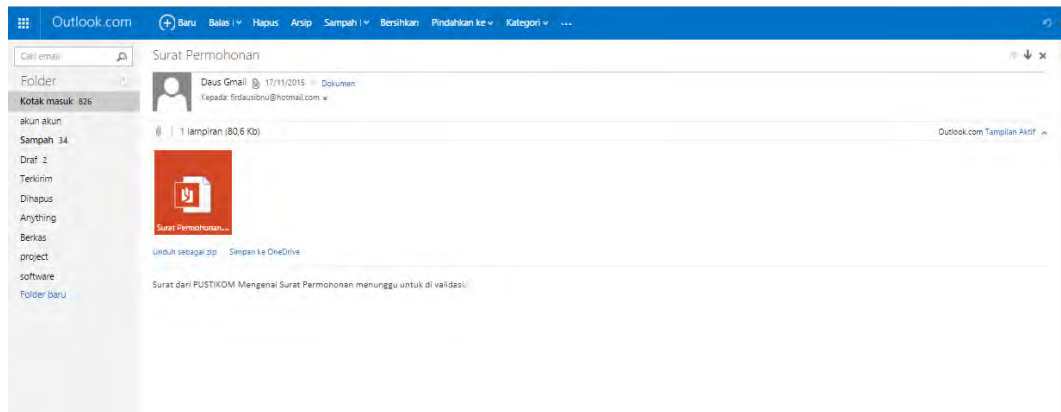 Outlook.com Baru Balas Hapus Arsip Sampah Bersihkan Pindahkan ke Kategori ...
Cari email
Surat Permohonan
Folder
Kotak masuk 826
akun akun
Sampah 34
Draf 2
Terkirim
Dihapus
Anything
Berkas
project
software
Folder baru
Daus Gmail 17/11/2015 Dokumen
Kepada: firdausibnu@hotmail.com
1 lampiran (80,6 Kb)
Outlook.com Tampilan Aktif
Surat Permohonan...
Unduh sebagai zip Simpan ke OneDrive
Surat dari PUSTIKOM Mengenai Surat Permohonan menunggu untuk di validasi.